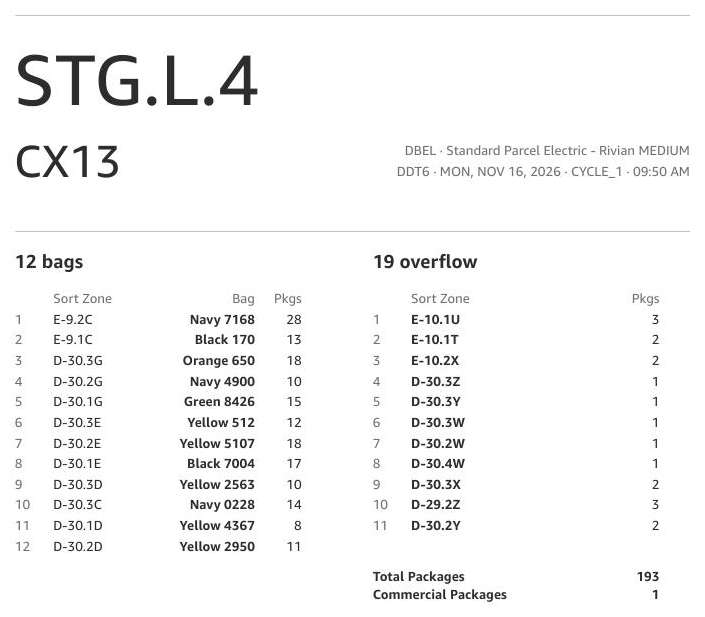 STG.L.4
CX13
DBEL · Standard Parcel Electric - Rivian MEDIUM
DDT6 · MON, NOV 16, 2026 · CYCLE_1 · 09:50 AM
12 bags
Sort Zone Bag Pkgs
1 E-9.2C Navy 7168 28
2 E-9.1C Black 170 13
3 D-30.3G Orange 650 18
4 D-30.2G Navy 4900 10
5 D-30.1G Green 8426 15
6 D-30.3E Yellow 512 12
7 D-30.2E Yellow 5107 18
8 D-30.1E Black 7004 17
9 D-30.3D Yellow 2563 10
10 D-30.3C Navy 0228 14
11 D-30.1D Yellow 4367 8
12 D-30.2D Yellow 2950 11
19 overflow
Sort Zone Pkgs
1 E-10.1U 3
2 E-10.1T 2
3 E-10.2X 2
4 D-30.3Z 1
5 D-30.3Y 1
6 D-30.3W 1
7 D-30.2W 1
8 D-30.4W 1
9 D-30.3X 2
10 D-29.2Z 3
11 D-30.2Y 2
Total Packages 193
Commercial Packages 1